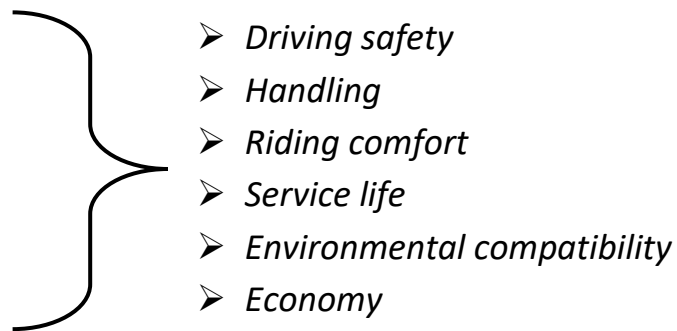 ➢ Driving safety
➢ Handling
➢ Riding comfort
➢ Service life
➢ Environmental compatibility
➢ Economy